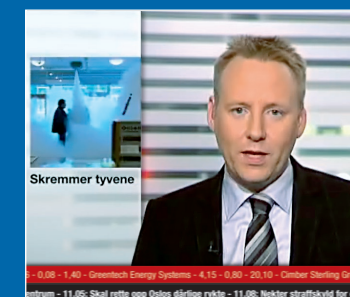 Skremmer tyvene
- 0,08 - 1,40 - Greentech Energy Systems - 4,15 - 0,80 - 20,10 - Cimber Sterling
- 11.05: Skal rette opp Oslos dårlige rykte - 11.08: Nekter straffskyld for